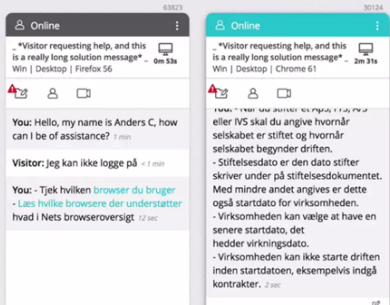 63823
Online
_ *Visitor requesting help, and this
is a really long solution message* _
Win | Desktop | Firefox 56
0m 53s
You: Hello, my name is Anders C, how
can I be of assistance? 1 min
Visitor: Jeg kan ikke logge på < 1 min
You: - Tjek hvilken browser du bruger
- Læs hvilke browsere der understøtter
hvad i Nets browseroversigt 12 sec
30124
Online
_ *Visitor requesting help, and this
is a really long solution message* _
Win | Desktop | Chrome 61
2m 31s
eller IVS skal du angive hvornår
selskabet er stiftet og hvornår
selskabet begynder driften.
- Stiftelsesdato er den dato stifter
skriver under på stiftelsesdokumentet.
Med mindre andet angives er dette
også startdato for virksomheden.
- Virksomheden kan vælge at have en
senere startdato, det
hedder virkningsdato.
- Virksomheden kan ikke starte driften
inden startdatoen, eksempelvis indgå
kontrakter. 2 sec